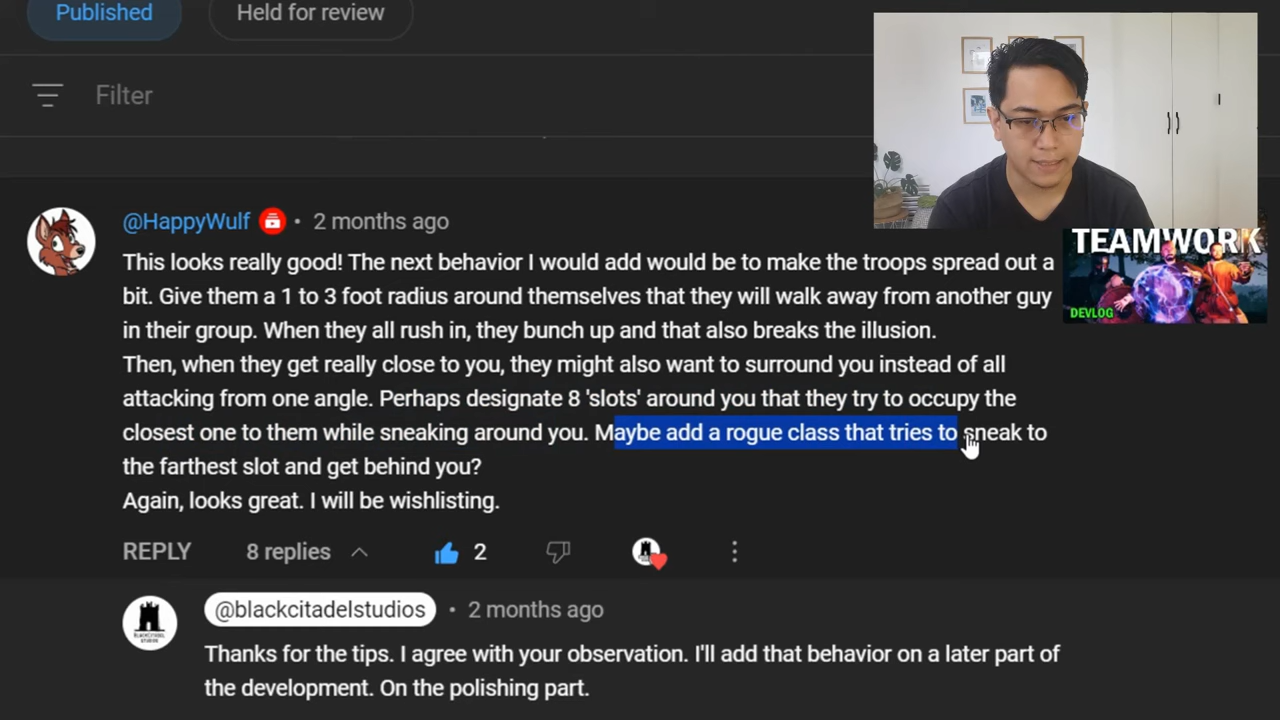 Published
Held for review
Filter
@HappyWulf • 2 months ago
This looks really good! The next behavior I would add would be to make the troops spread out a
bit. Give them a 1 to 3 foot radius around themselves that they will walk away from another guy
in their group. When they all rush in, they bunch up and that also breaks the illusion.
Then, when they get really close to you, they might also want to surround you instead of all
attacking from one angle. Perhaps designate 8 'slots' around you that they try to occupy the
closest one to them while sneaking around you. Maybe add a rogue class that tries to sneak to
the farthest slot and get behind you?
Again, looks great. I will be wishlisting.
REPLY
8 replies
2
TEAMWORK
DEVLOG
@blackcitadelstudios • 2 months ago
Thanks for the tips. I agree with your observation. I'll add that behavior on a later part of
the development. On the polishing part.